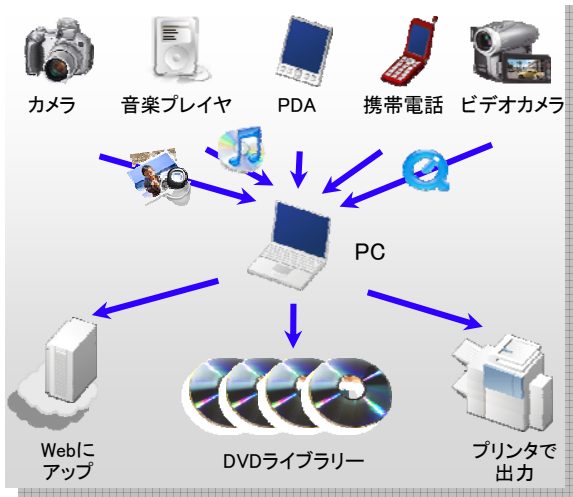 カメラ
音楽プレイヤ
PDA
携帯電話
ビデオカメラ
PC
Webに
アップ
DVDライブラリー
プリンタで
出力